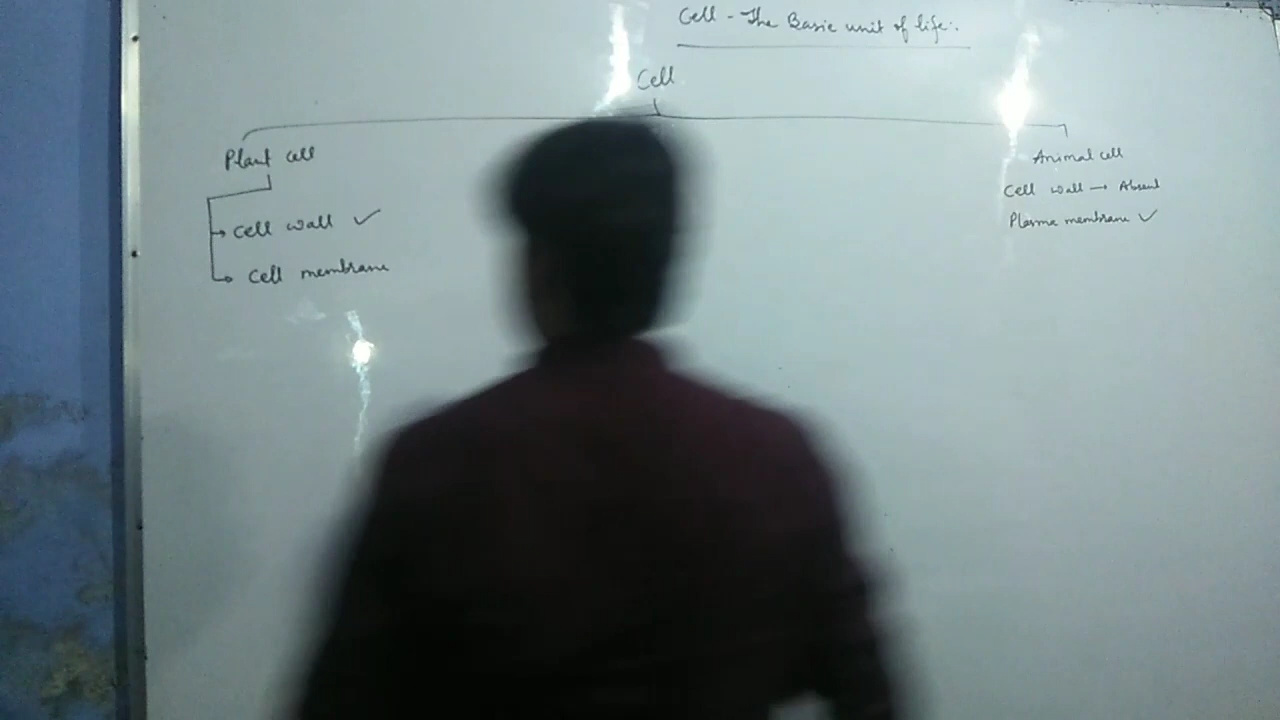 Cell - The Basic unit of life:.
Cell
Plant cell
Cell wall ✓
Cell membrane
Animal cell
Cell wall → Absent
Plasma membrane ✓